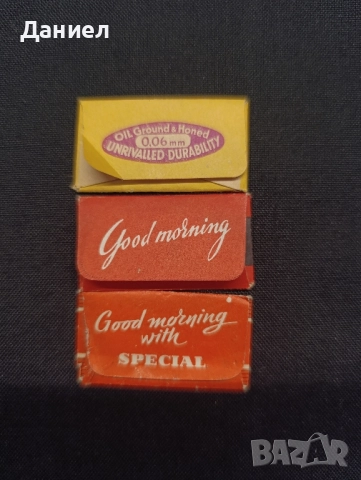 Даниел
OIL Ground & Honed
0,06 mm
UNRIVALLED DURABILITY
Good morning
Good morning
with
SPECIAL
BAZAR